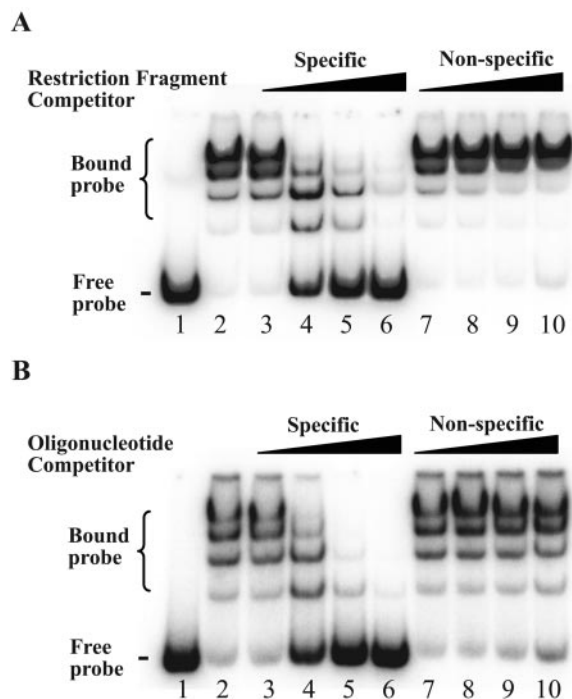 A
Specific
Non-specific
Restriction Fragment
Competitor
Bound
probe
Free
probe
1 2 3 4 5 6 7 8 9 10
B
Specific
Non-specific
Oligonucleotide
Competitor
Bound
probe
Free
probe
1 2 3 4 5 6 7 8 9 10